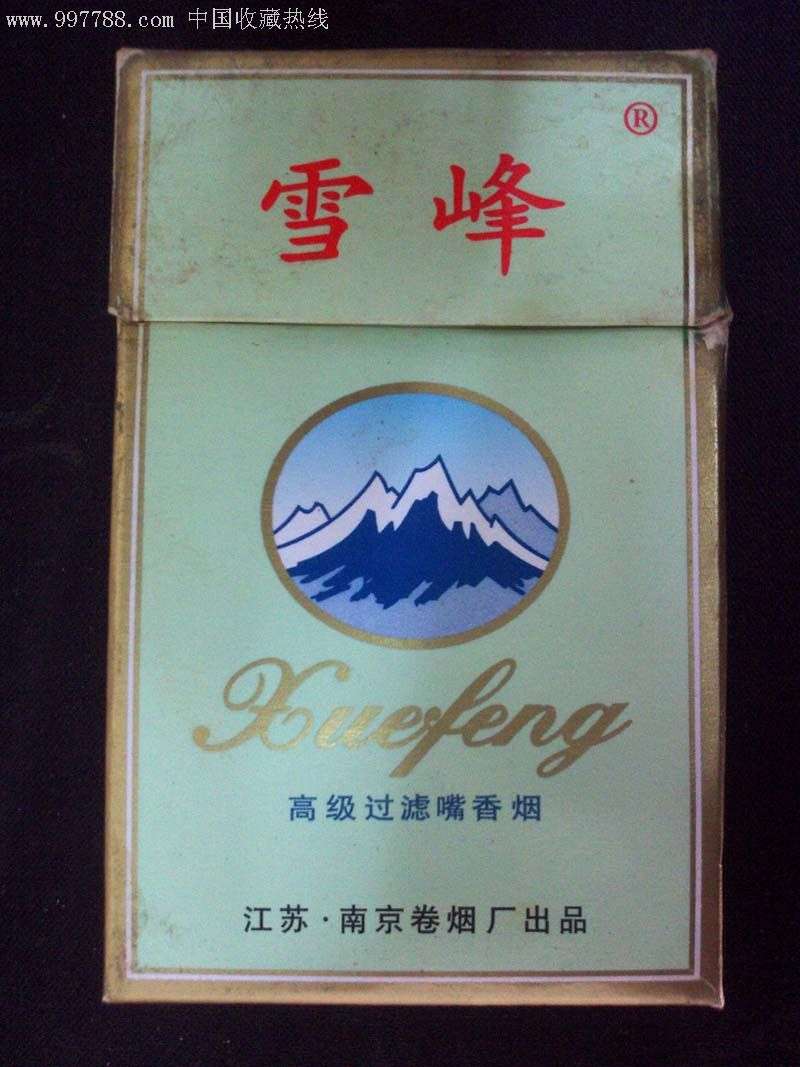 www.997788.com 中国收藏热线
®
雪峰
Xuefeng
高级过滤嘴香烟
江苏·南京卷烟厂出品